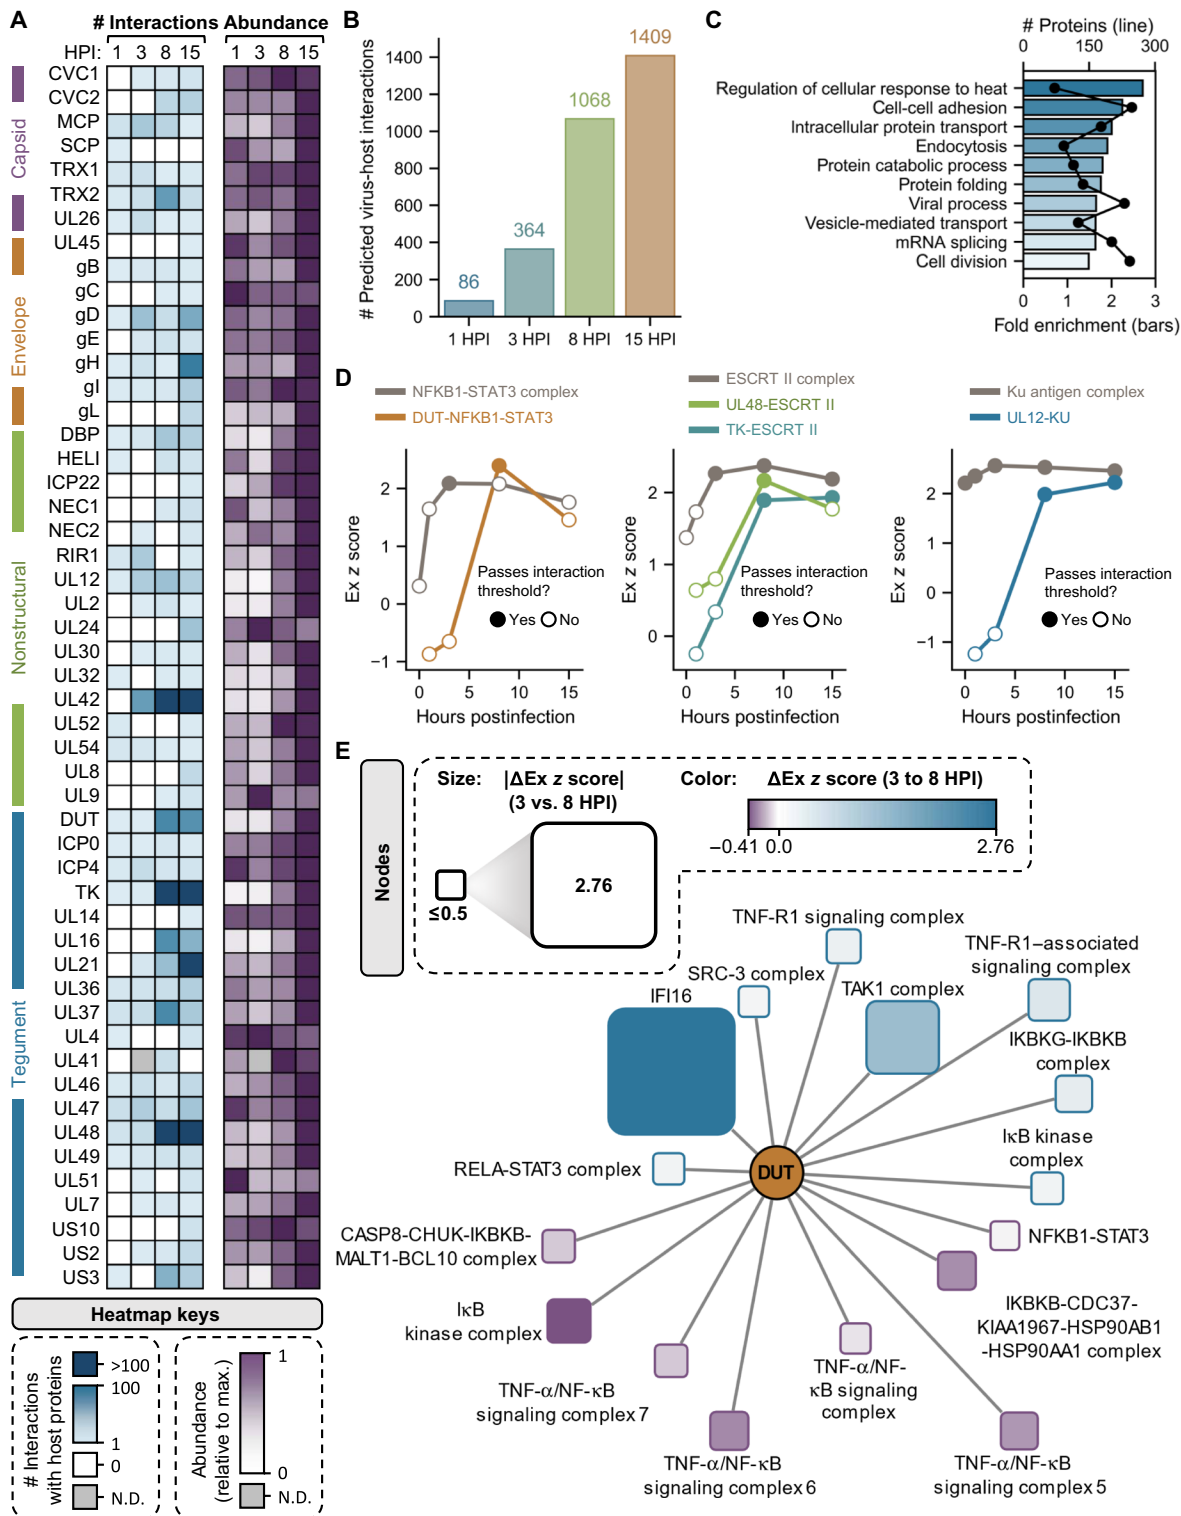 A
# Interactions Abundance
HPI: 1 3 8 15 1 3 8 15
CVC1
CVC2
MCP
SCP
TRX1
TRX2
UL26
UL45
gB
gC
gD
gE
gH
gI
gL
DBP
HELI
ICP22
NEC1
NEC2
RIR1
UL12
UL2
UL24
UL30
UL32
UL42
UL52
UL54
UL8
UL9
DUT
ICP0
ICP4
TK
UL14
UL16
UL21
UL36
UL37
UL4
UL41
UL46
UL47
UL48
UL49
UL51
UL7
US10
US2
US3
Capsid
Envelope
Nonstructural
Tegument
Heatmap keys
# Interactions
with host proteins
>100
100
1
0
N.D.
Abundance
(relative to max.)
1
0
N.D.
B
# Predicted virus-host interactions
1400
1200
1000
800
600
400
200
0
86
364
1068
1409
1 HPI 3 HPI 8 HPI 15 HPI
C
# Proteins (line)
0 150 300
Regulation of cellular response to heat
Cell-cell adhesion
Intracellular protein transport
Endocytosis
Protein catabolic process
Protein folding
Viral process
Vesicle-mediated transport
mRNA splicing
Cell division
0 1 2 3
Fold enrichment (bars)
D
NFKB1-STAT3 complex
DUT-NFKB1-STAT3
Ex z score
2
1
0
−1
Passes interaction
threshold?
Yes No
0 5 10 15
Hours postinfection
ESCRT II complex
UL48-ESCRT II
TK-ESCRT II
Ex z score
2
1
0
Passes interaction
threshold?
Yes No
0 5 10 15
Hours postinfection
Ku antigen complex
UL12-KU
Ex z score
2
1
0
−1
Passes interaction
threshold?
Yes No
0 5 10 15
Hours postinfection
E
Nodes
Size: |ΔEx z score|
(3 vs. 8 HPI)
≤0.5
2.76
Color: ΔEx z score (3 to 8 HPI)
−0.41 0.0 2.76
TNF-R1 signaling complex
TNF-R1–associated
signaling complex
SRC-3 complex
TAK1 complex
IFI16
IKBKG-IKBKB
complex
IκB kinase
complex
RELA-STAT3 complex
DUT
NFKB1-STAT3
CASP8-CHUK-IKBKB-
MALT1-BCL10 complex
IκB
kinase complex
IKBKB-CDC37-
KIAA1967-HSP90AB1
-HSP90AA1 complex
TNF-α/NF-κB
signaling complex 7
TNF-α/NF-
κB signaling
complex
TNF-α/NF-κB
signaling complex 6
TNF-α/NF-κB
signaling complex 5